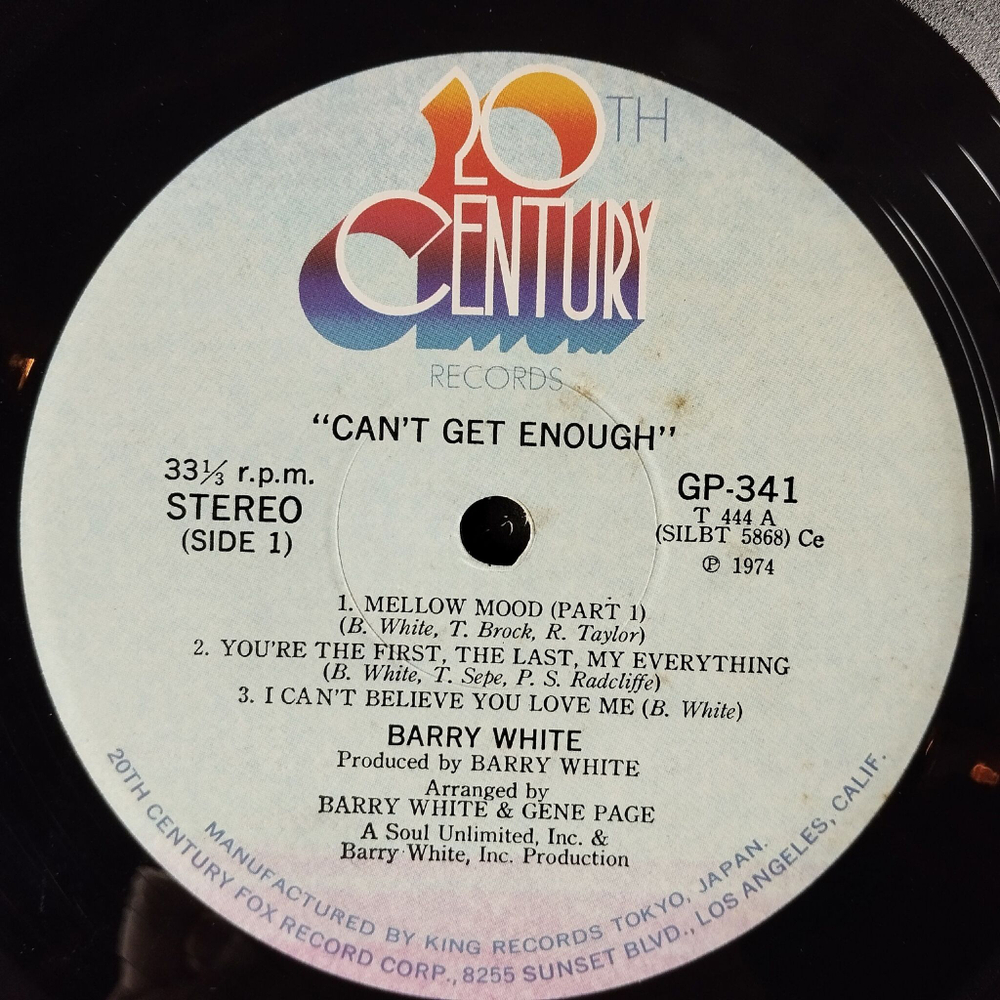 20TH
CENTURY
RECORDS
"CAN'T GET ENOUGH"
33⅓ r.p.m.
STEREO
(SIDE 1)
GP-341
T 444 A
(SILBT 5868) Ce
℗ 1974
1. MELLOW MOOD (PART 1)
(B. White, T. Brock, R. Taylor)
2. YOU'RE THE FIRST, THE LAST, MY EVERYTHING
(B. White, T. Sepe, P. S. Radcliffe)
3. I CAN'T BELIEVE YOU LOVE ME (B. White)
BARRY WHITE
Produced by BARRY WHITE
Arranged by
BARRY WHITE & GENE PAGE
A Soul Unlimited, Inc. &
Barry White, Inc. Production
MANUFACTURED BY KING RECORDS TOKYO, JAPAN.
20TH CENTURY FOX RECORD CORP., 8255 SUNSET BLVD., LOS ANGELES, CALIF.